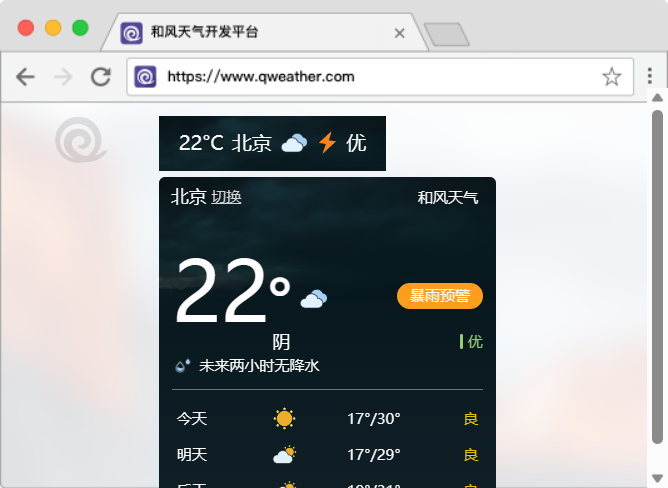 和风天气开发平台
https://www.qweather.com
22°C 北京 优
北京 切换 和风天气
22°
暴雨预警
阴 优
未来两小时无降水
今天 17°/30° 良
明天 17°/29° 良